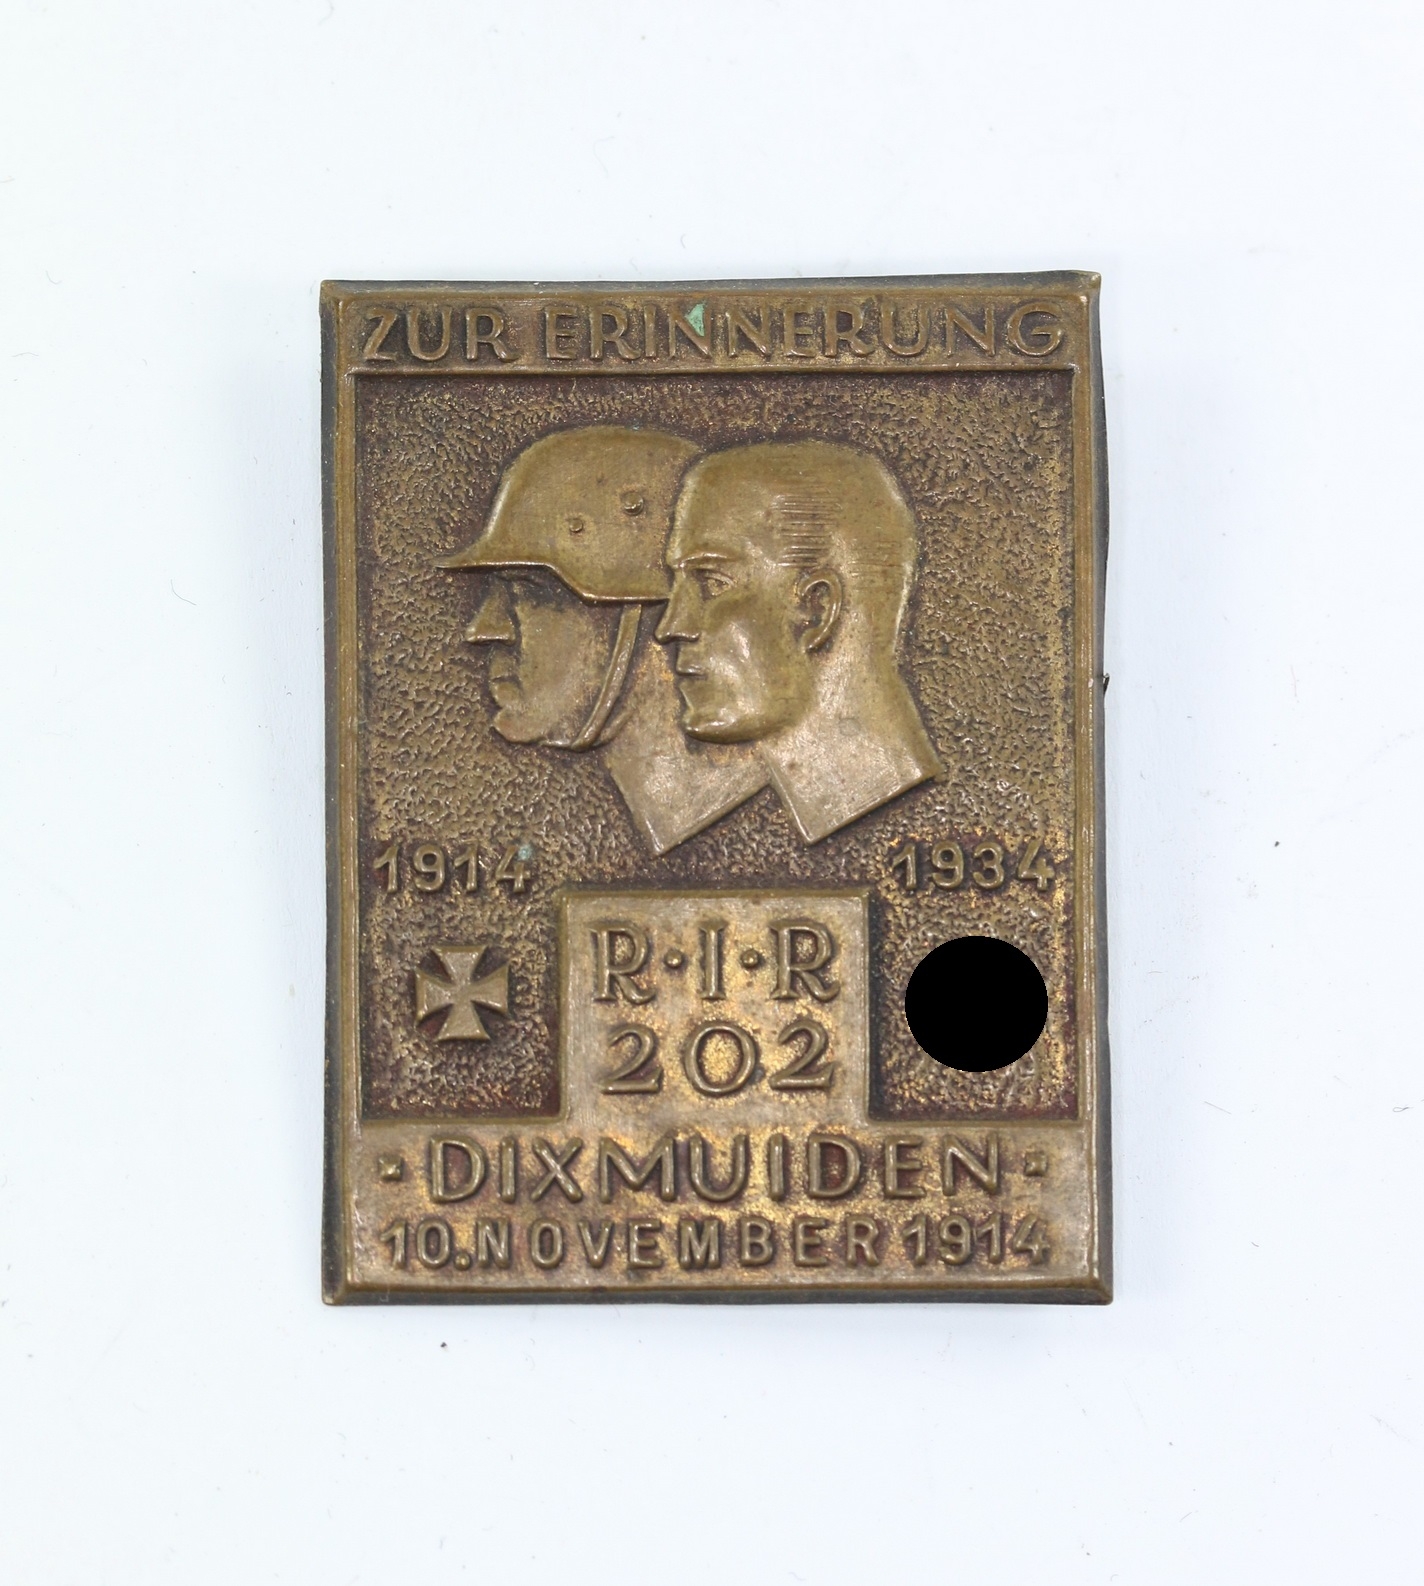 ZUR ERINNERUNG
1914 1934
R·I·R
202
·DIXMUIDEN·
10.NOVEMBER 1914